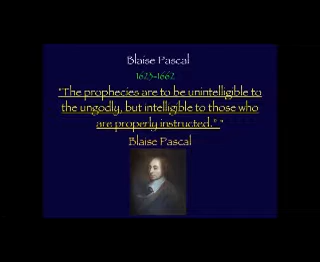 Blaise Pascal
1623-1662
"The prophecies are to be unintelligible to
the ungodly, but intelligible to those who
are properly instructed." "
Blaise Pascal